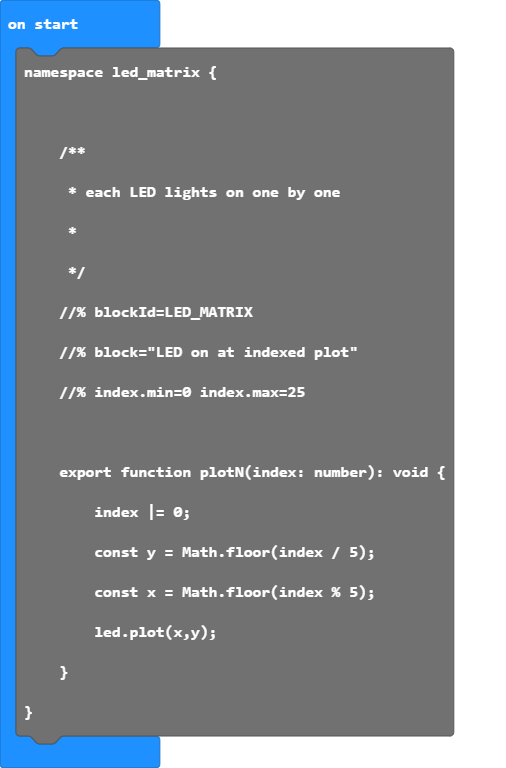 on start
namespace led_matrix {
/**
* each LED lights on one by one
*
*/
//% blockId=LED_MATRIX
//% block="LED on at indexed plot"
//% index.min=0 index.max=25
export function plotN(index: number): void {
index |= 0;
const y = Math.floor(index / 5);
const x = Math.floor(index % 5);
led.plot(x,y);
}
}